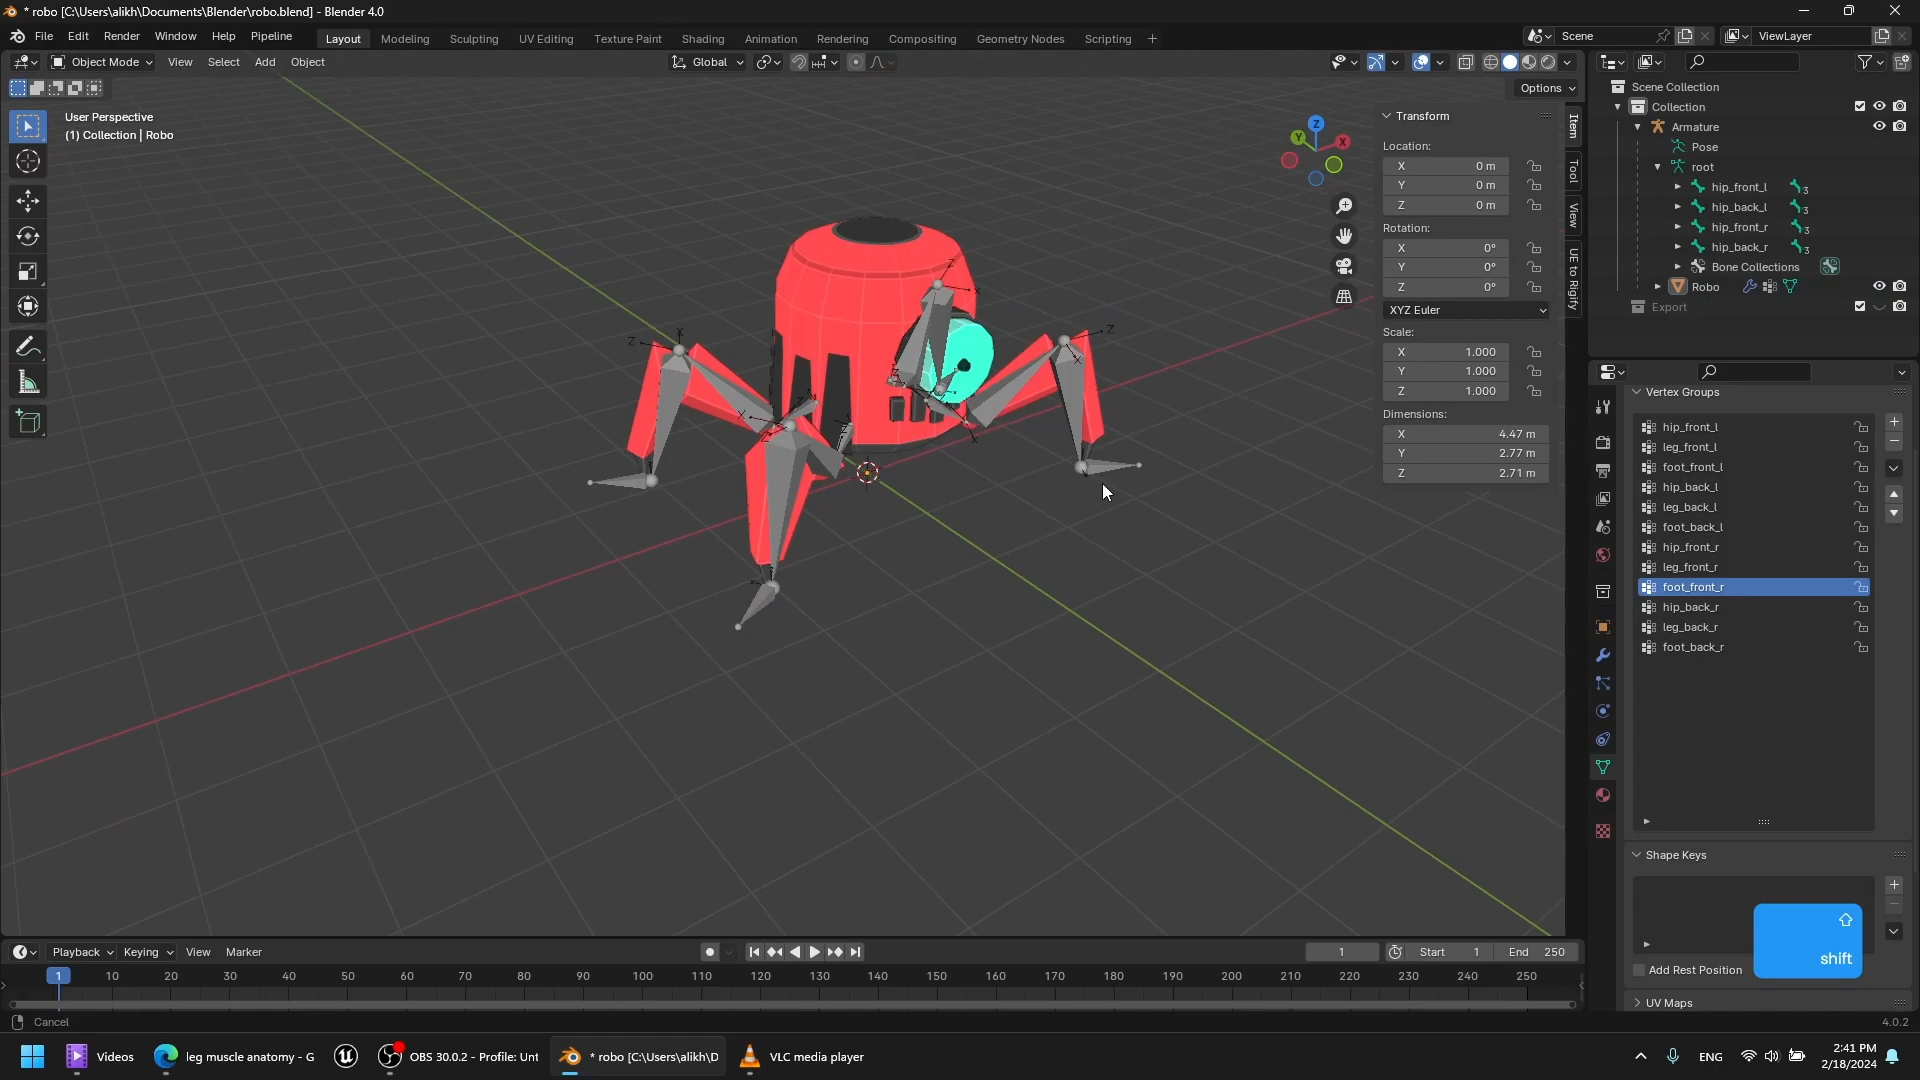 * robo [C:\Users\alikh\Documents\Blender\robo.blend] - Blender 4.0
File Edit Render Window Help Pipeline
Layout Modeling Sculpting UV Editing Texture Paint Shading Animation Rendering Compositing Geometry Nodes Scripting +
Scene ViewLayer
Object Mode View Select Add Object
Global
Options
User Perspective
(1) Collection | Robo
Transform
Location:
X 0 m
Y 0 m
Z 0 m
Rotation:
X 0°
Y 0°
Z 0°
XYZ Euler
Scale:
X 1.000
Y 1.000
Z 1.000
Dimensions:
X 4.47 m
Y 2.77 m
Z 2.71 m
Item
Tool
View
UE to Rigify
Scene Collection
Collection
Armature
Pose
root
hip_front_l 3
hip_back_l 3
hip_front_r 3
hip_back_r 3
Bone Collections
Robo
Export
Vertex Groups
hip_front_l
leg_front_l
foot_front_l
hip_back_l
leg_back_l
foot_back_l
hip_front_r
leg_front_r
foot_front_r
hip_back_r
leg_back_r
foot_back_r
Shape Keys
Add Rest Position
shift
UV Maps
Playback Keying View Marker
1 Start 1 End 250
1 10 20 30 40 50 60 70 80 90 100 110 120 130 140 150 160 170 180 190 200 210 220 230 240 250
Cancel
4.0.2
Videos
leg muscle anatomy - G
OBS 30.0.2 - Profile: Unt
* robo [C:\Users\alikh\D
VLC media player
ENG
2:41 PM
2/18/2024